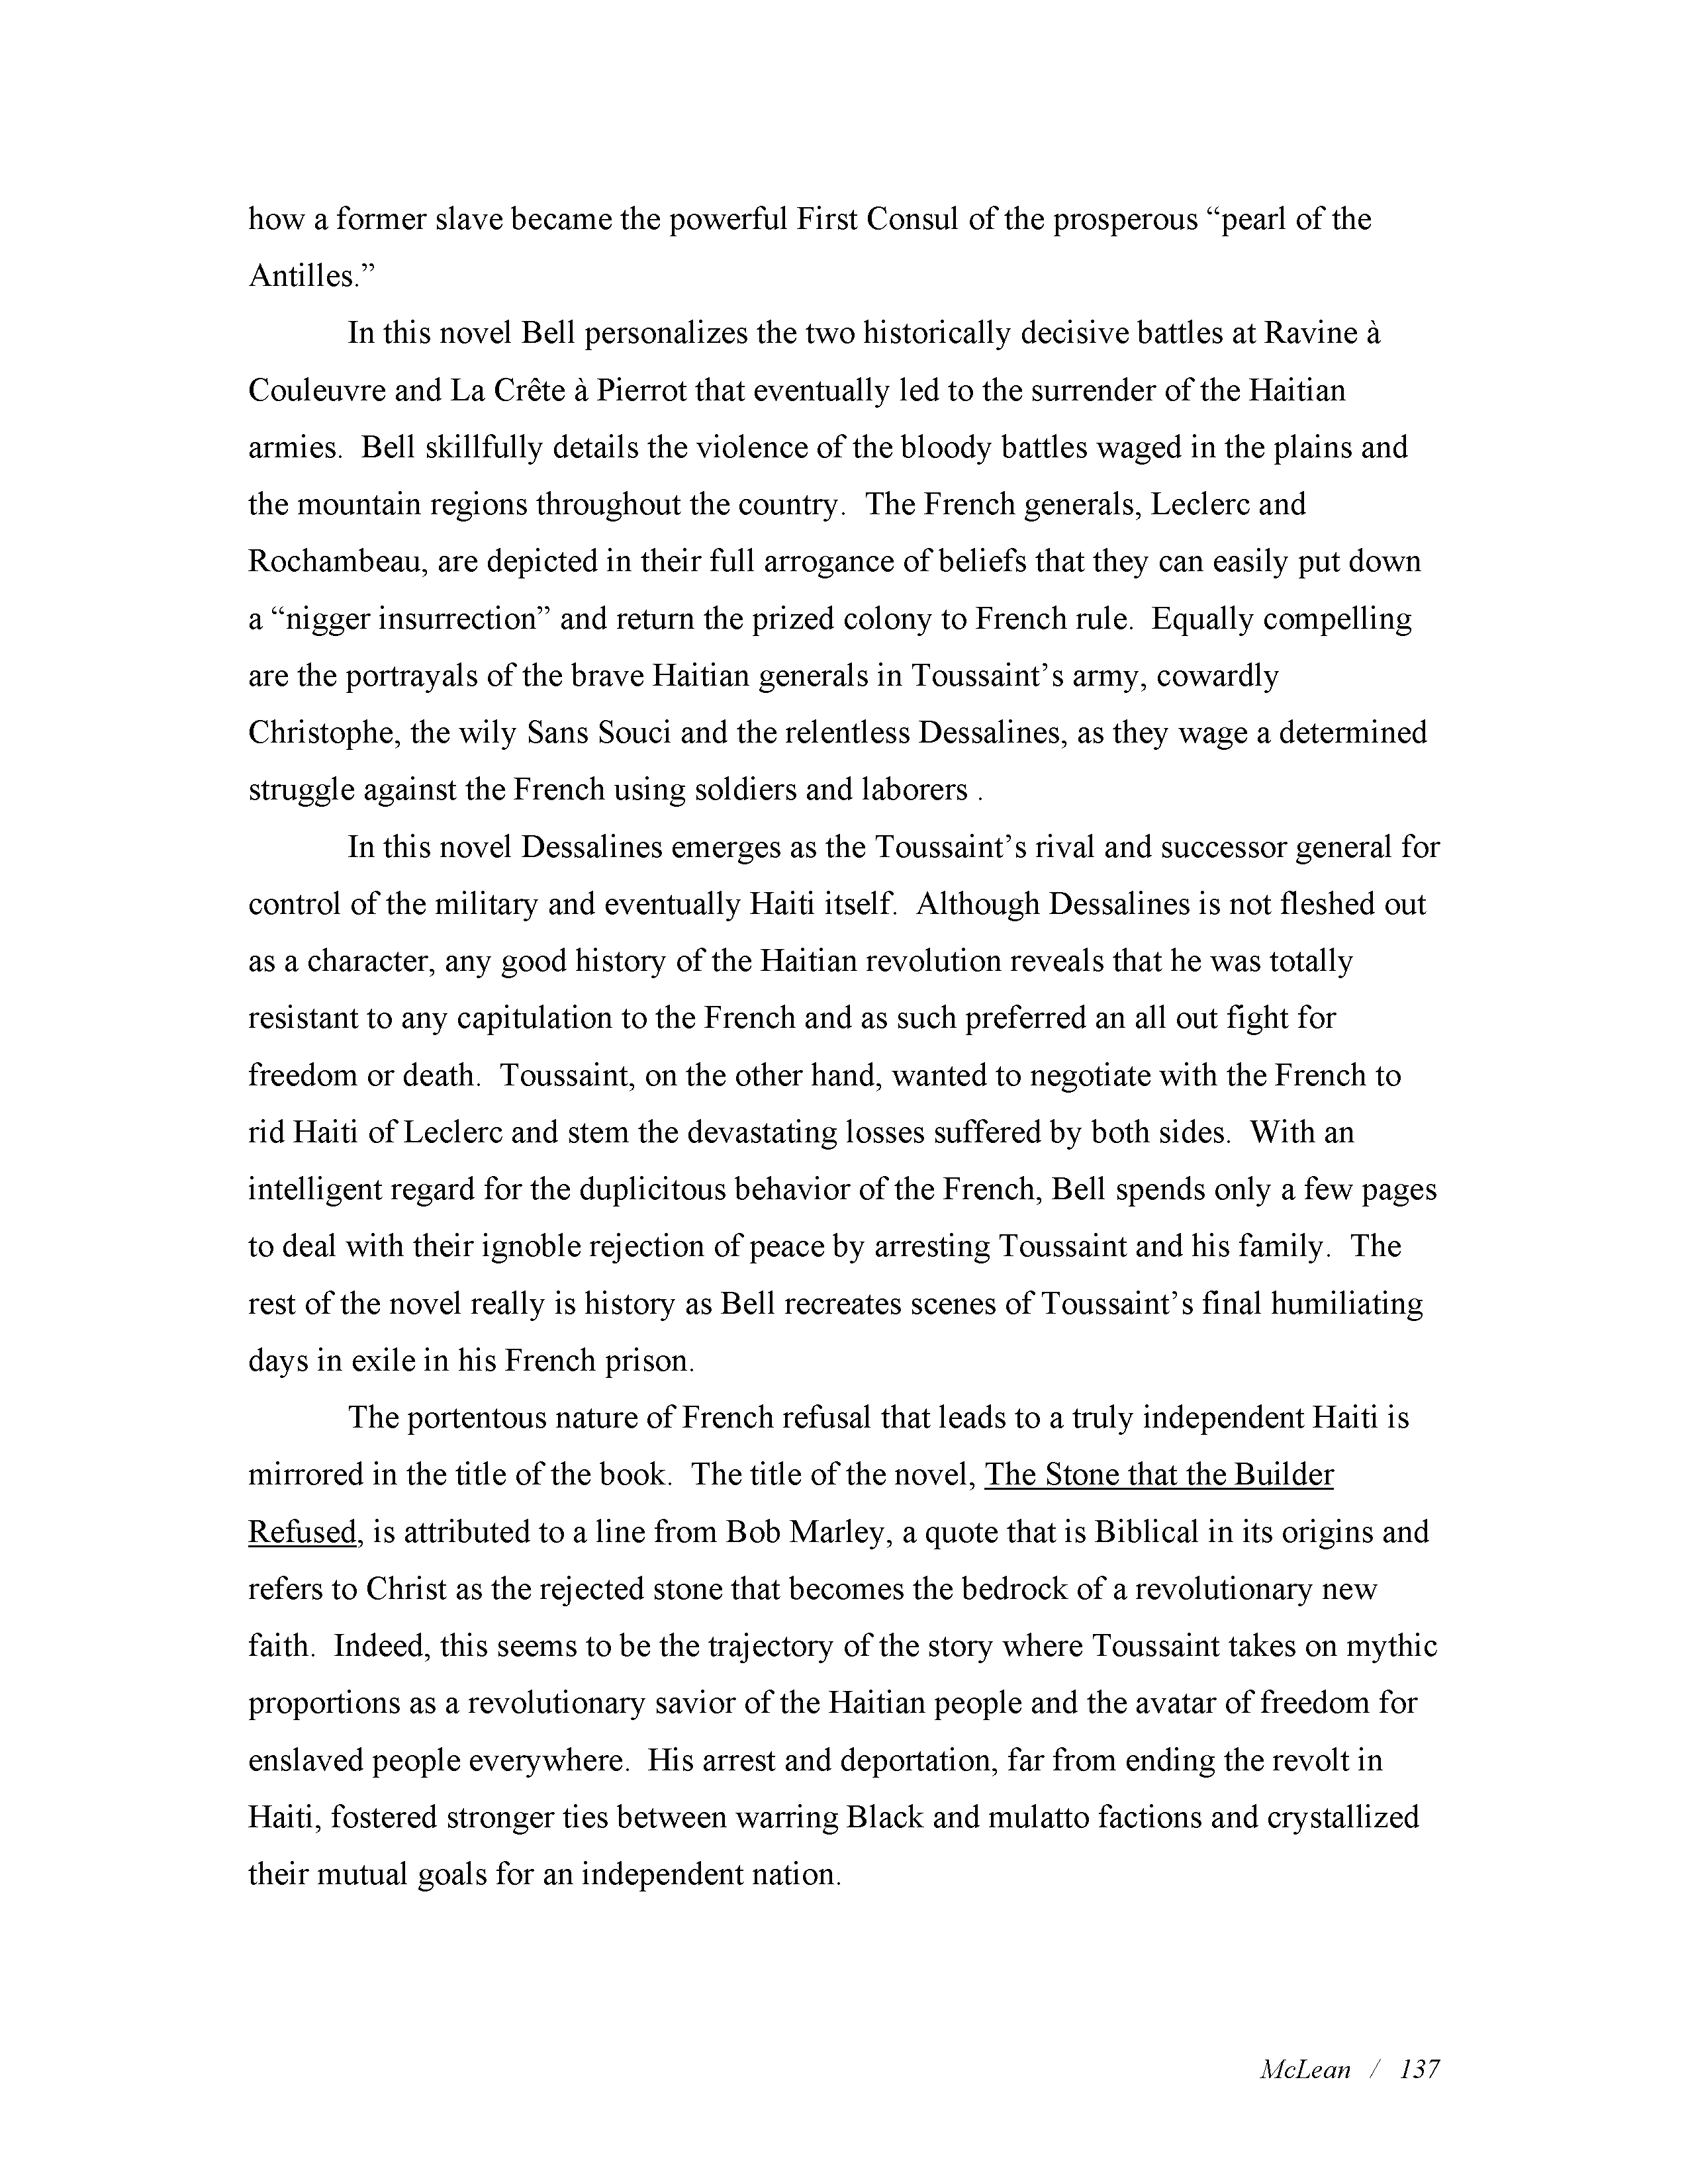 how a former slave became the powerful First Consul of the prosperous “pearl of the
Antilles.”
In this novel Bell personalizes the two historically decisive battles at Ravine à
Couleuvre and La Crête à Pierrot that eventually led to the surrender of the Haitian
armies.  Bell skillfully details the violence of the bloody battles waged in the plains and
the mountain regions throughout the country.  The French generals, Leclerc and
Rochambeau, are depicted in their full arrogance of beliefs that they can easily put down
a “nigger insurrection” and return the prized colony to French rule.  Equally compelling
are the portrayals of the brave Haitian generals in Toussaint’s army, cowardly
Christophe, the wily Sans Souci and the relentless Dessalines, as they wage a determined
struggle against the French using soldiers and laborers .
In this novel Dessalines emerges as the Toussaint’s rival and successor general for
control of the military and eventually Haiti itself.  Although Dessalines is not fleshed out
as a character, any good history of the Haitian revolution reveals that he was totally
resistant to any capitulation to the French and as such preferred an all out fight for
freedom or death.  Toussaint, on the other hand, wanted to negotiate with the French to
rid Haiti of Leclerc and stem the devastating losses suffered by both sides.  With an
intelligent regard for the duplicitous behavior of the French, Bell spends only a few pages
to deal with their ignoble rejection of peace by arresting Toussaint and his family.  The
rest of the novel really is history as Bell recreates scenes of Toussaint’s final humiliating
days in exile in his French prison.
The portentous nature of French refusal that leads to a truly independent Haiti is
mirrored in the title of the book.  The title of the novel, The Stone that the Builder
Refused, is attributed to a line from Bob Marley, a quote that is Biblical in its origins and
refers to Christ as the rejected stone that becomes the bedrock of a revolutionary new
faith.  Indeed, this seems to be the trajectory of the story where Toussaint takes on mythic
proportions as a revolutionary savior of the Haitian people and the avatar of freedom for
enslaved people everywhere.  His arrest and deportation, far from ending the revolt in
Haiti, fostered stronger ties between warring Black and mulatto factions and crystallized
their mutual goals for an independent nation.
McLean  /  137